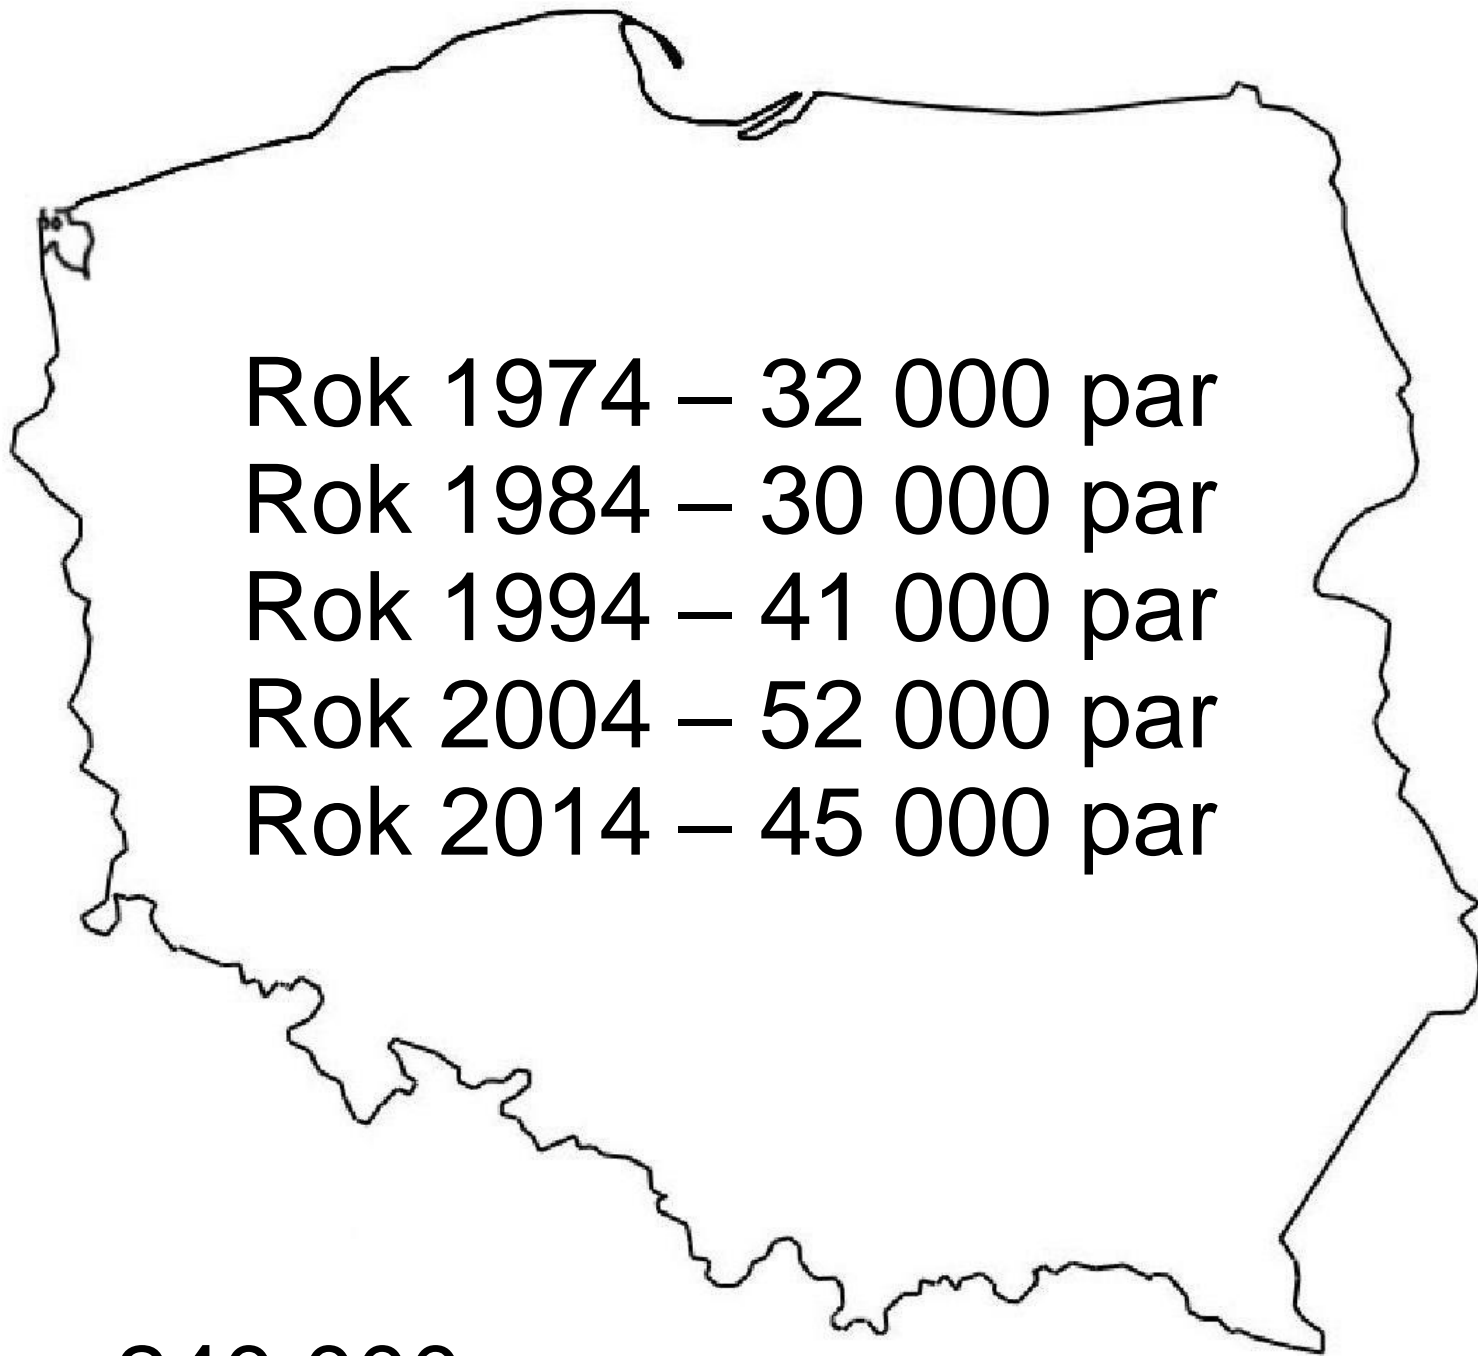 Rok 1974 – 32 000 par
Rok 1984 – 30 000 par
Rok 1994 – 41 000 par
Rok 2004 – 52 000 par
Rok 2014 – 45 000 par